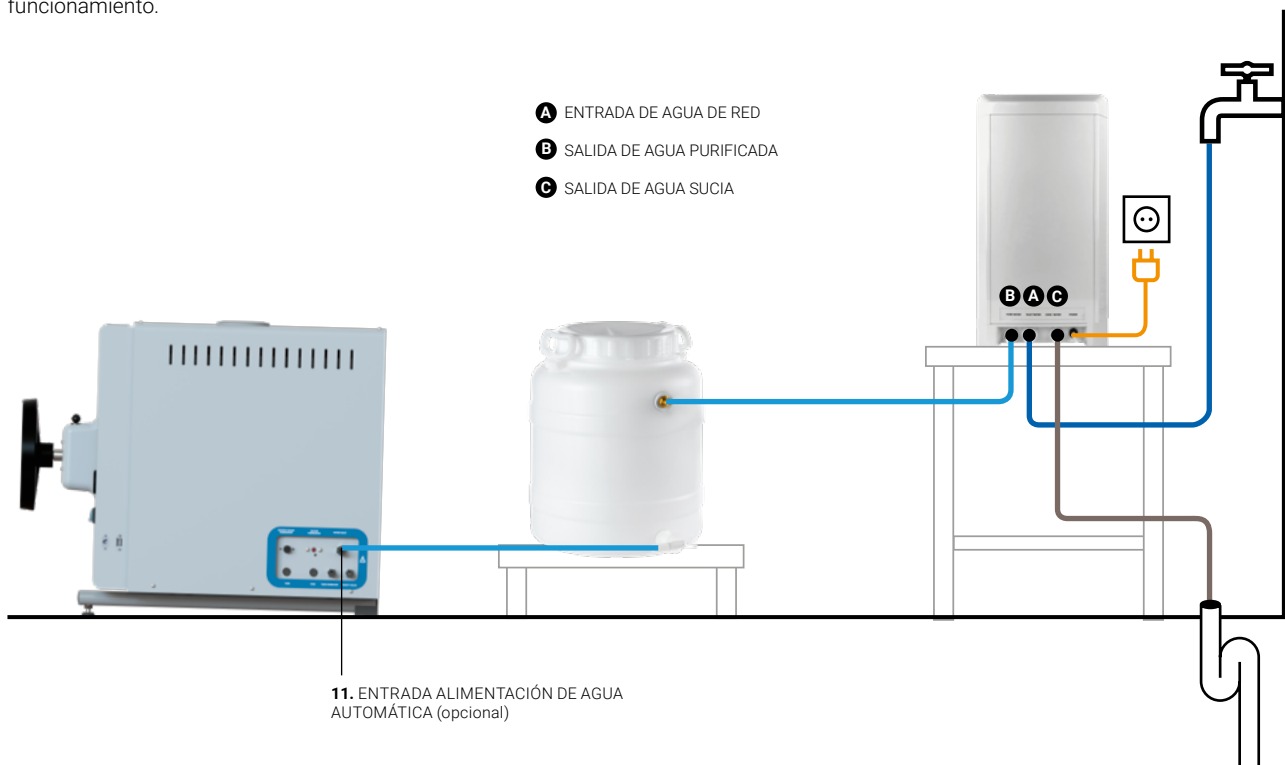 funcionamiento.
A ENTRADA DE AGUA DE RED
B SALIDA DE AGUA PURIFICADA
C SALIDA DE AGUA SUCIA
B A C
11. ENTRADA ALIMENTACIÓN DE AGUA
AUTOMÁTICA (opcional)